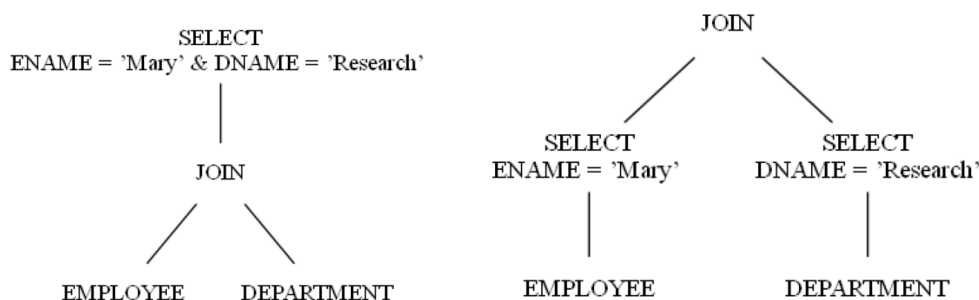 SELECT
ENAME = ’Mary’ & DNAME = ’Research’
JOIN
EMPLOYEE
DEPARTMENT
JOIN
SELECT
ENAME = ’Mary’
SELECT
DNAME = ’Research’
EMPLOYEE
DEPARTMENT